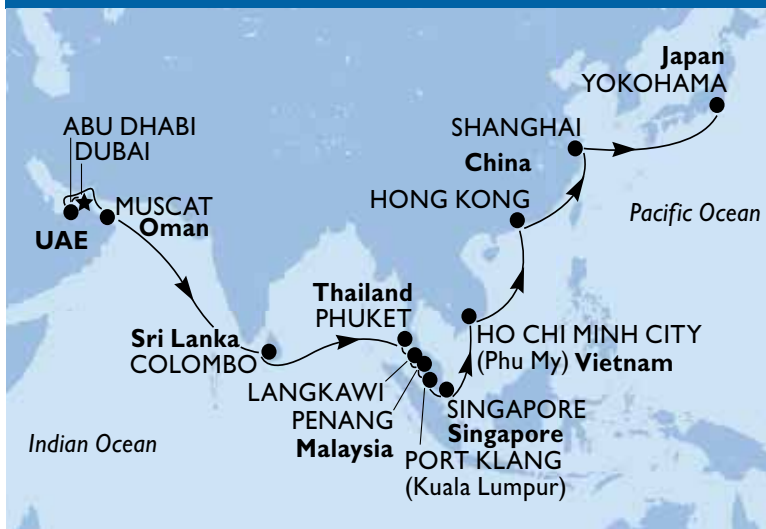 Japan
YOKOHAMA
SHANGHAI
China
HONG KONG
Pacific Ocean
ABU DHABI
DUBAI
MUSCAT
Oman
UAE
Sri Lanka
COLOMBO
Thailand
PHUKET
HO CHI MINH CITY
(Phu My) Vietnam
LANGKAWI
PENANG
Malaysia
SINGAPORE
Singapore
PORT KLANG
(Kuala Lumpur)
Indian Ocean